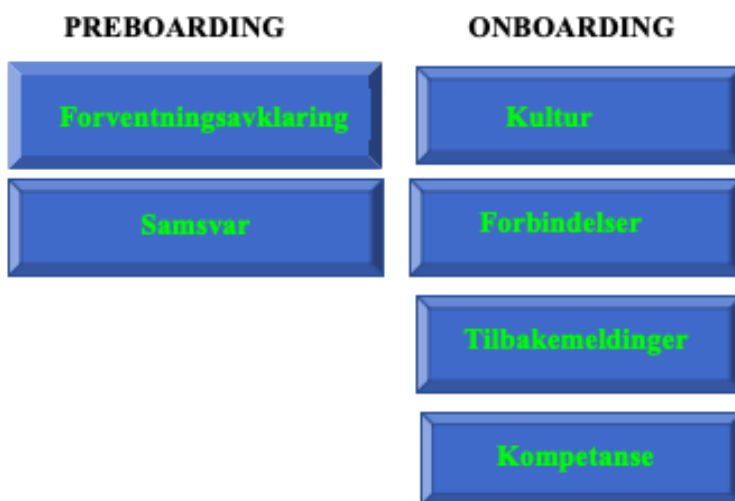 PREBOARDING
Forventningsavklaring
Samsvar
ONBOARDING
Kultur
Forbindelser
Tilbakemeldinger
Kompetanse